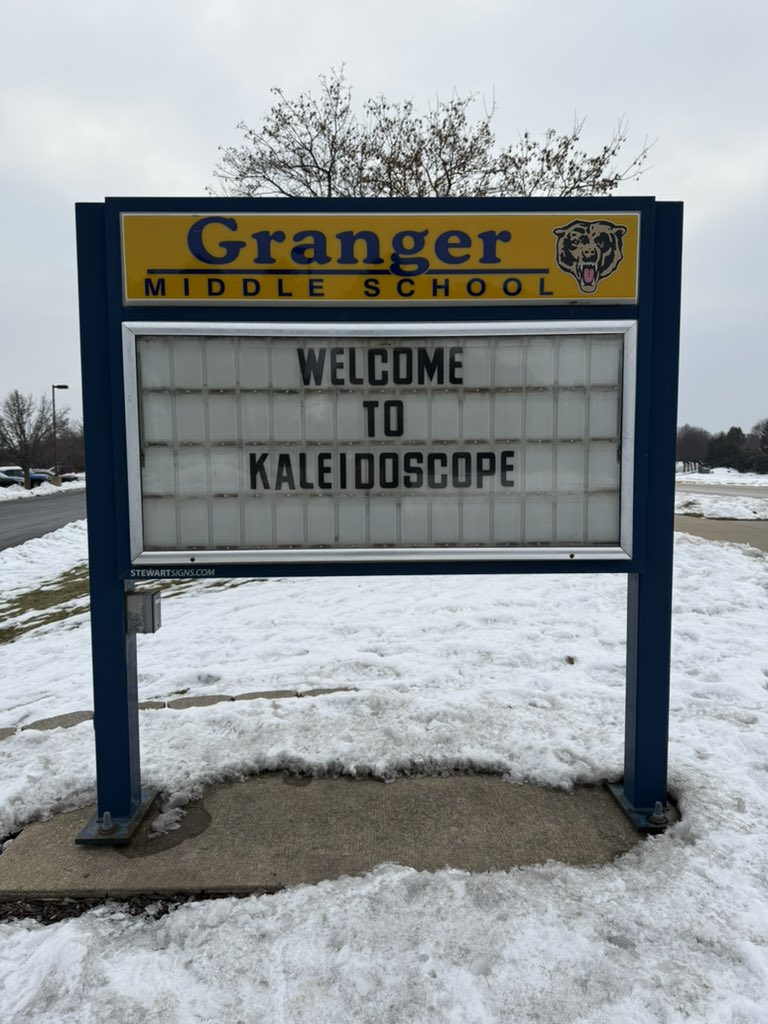 Granger
MIDDLE SCHOOL
WELCOME
TO
KALEIDOSCOPE
STEWARTSIGNS.COM